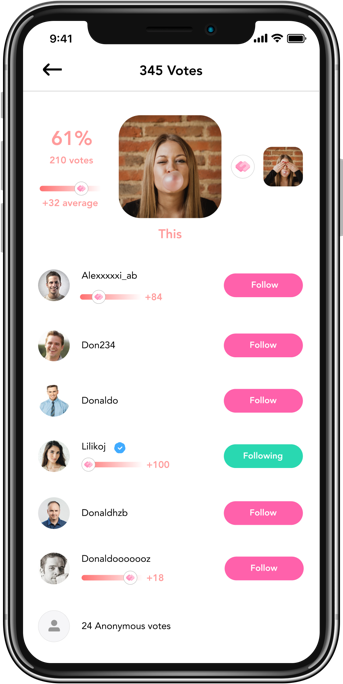 9:41
345 Votes
61%
210 votes
+32 average
This
Alexxxxxi_ab
Follow
+84
Don234
Follow
Donaldo
Follow
Lilikoj
Following
+100
Donaldhzb
Follow
Donaldooooooz
Follow
+18
24 Anonymous votes